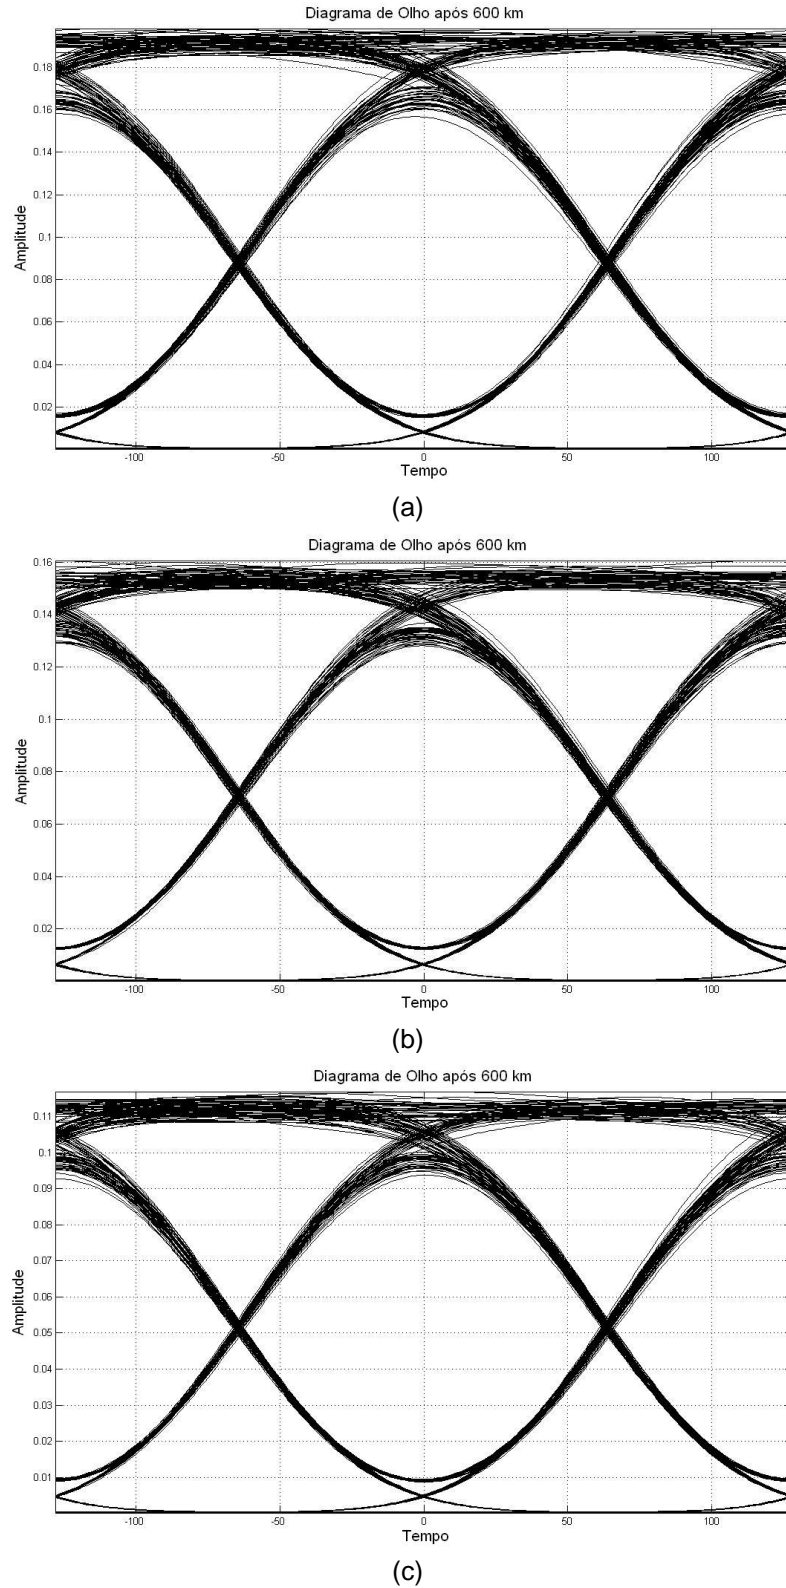 Diagrama de Olho após 600 km
0.18
0.16
0.14
0.12
0.1
0.08
0.06
0.04
0.02
Amplitude
-100 -50 0 50 100
Tempo
(a)
Diagrama de Olho após 600 km
0.16
0.14
0.12
0.1
0.08
0.06
0.04
0.02
Amplitude
-100 -50 0 50 100
Tempo
(b)
Diagrama de Olho após 600 km
0.11
0.1
0.09
0.08
0.07
0.06
0.05
0.04
0.03
0.02
0.01
Amplitude
-100 -50 0 50 100
Tempo
(c)